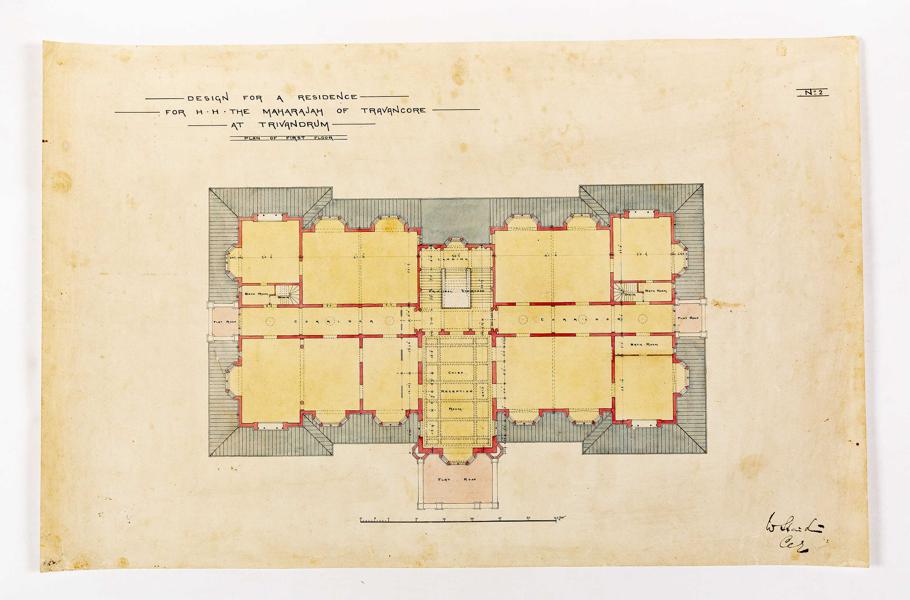 DESIGN FOR A RESIDENCE
FOR H·H·THE MAHARAJAH OF TRAVANCORE
AT TRIVANDRUM
PLAN OF FIRST FLOOR
Nº 2
LANDING
PRINCIPAL STAIRCASE
BATH ROOM
BATH ROOM
FLAT ROOF
CORRIDOR
CORRIDOR
FLAT ROOF
BATH ROOM
CHIEF
RECEPTION
ROOM
FLAT ROOF